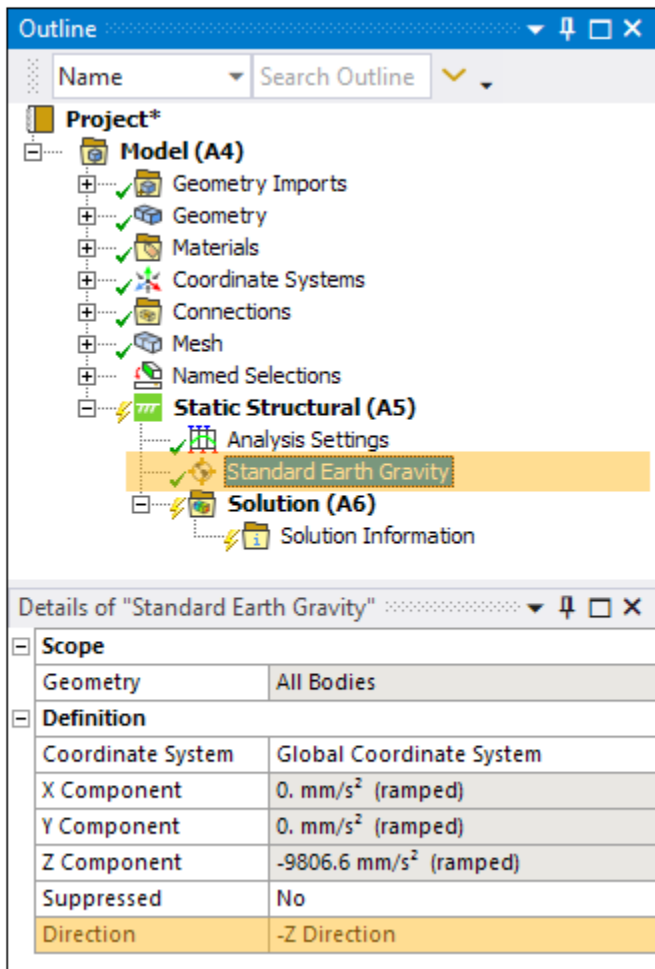 Outline
Name Search Outline
Project*
Model (A4)
Geometry Imports
Geometry
Materials
Coordinate Systems
Connections
Mesh
Named Selections
Static Structural (A5)
Analysis Settings
Standard Earth Gravity
Solution (A6)
Solution Information
Details of "Standard Earth Gravity"
Scope
Geometry All Bodies
Definition
Coordinate System Global Coordinate System
X Component 0. mm/s² (ramped)
Y Component 0. mm/s² (ramped)
Z Component -9806.6 mm/s² (ramped)
Suppressed No
Direction -Z Direction